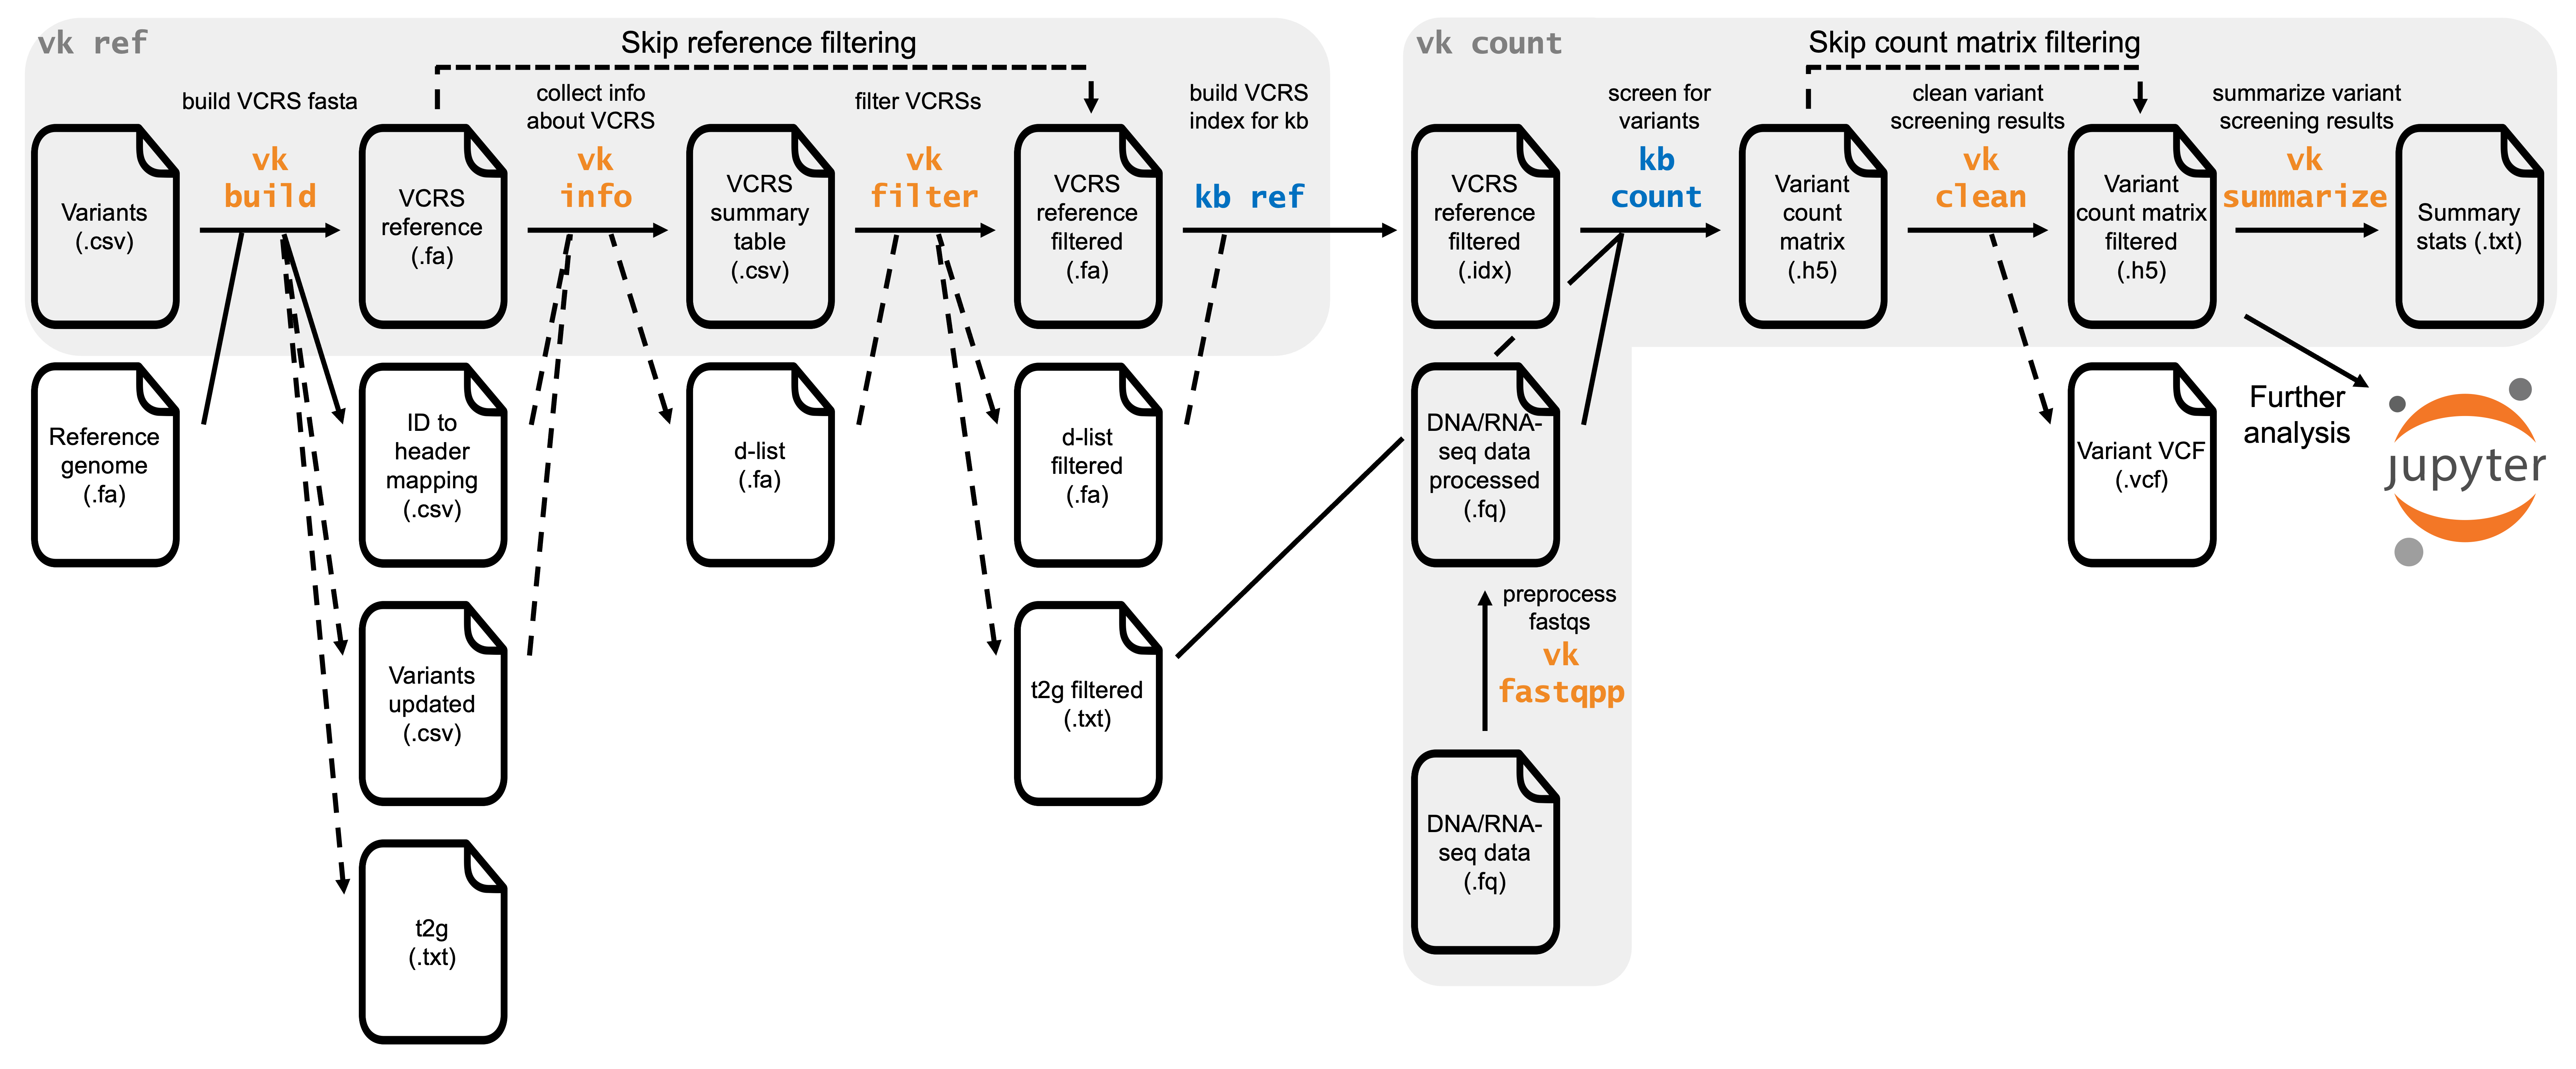 vk ref
Skip reference filtering
build VCRS fasta
collect info
about VCRS
filter VCRSs
build VCRS
index for kb
vk
build
vk
info
vk
filter
kb ref
Variants
(.csv)
VCRS
reference
(.fa)
VCRS
summary
table
(.csv)
VCRS
reference
filtered
(.fa)
Reference
genome
(.fa)
ID to
header
mapping
(.csv)
d-list
(.fa)
d-list
filtered
(.fa)
Variants
updated
(.csv)
t2g filtered
(.txt)
t2g
(.txt)
vk count
Skip count matrix filtering
screen for
variants
clean variant
screening results
summarize variant
screening results
kb
count
vk
clean
vk
summarize
VCRS
reference
filtered
(.idx)
Variant
count
matrix
(.h5)
Variant
count matrix
filtered
(.h5)
Summary
stats (.txt)
DNA/RNA-
seq data
processed
(.fq)
Variant VCF
(.vcf)
Further
analysis
jupyter
preprocess
fastqs
vk
fastqpp
DNA/RNA-
seq data
(.fq)